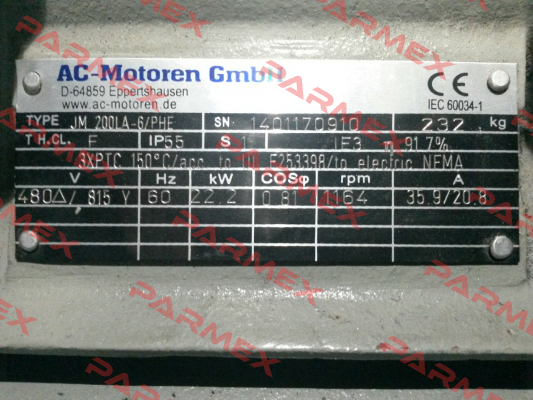 AC-Motoren GmbH
D-64859 Eppertshausen
www.ac-motoren.de
CE
IEC 60034-1
TYPE JM 200LA-6/PHE SN: 1401170910 232 kg
TH.CL. F IP55 S 1 IE3 η 91.7%
3XPTC 150°C/acc. to E253398/to electric NEMA
V Hz kW COSφ rpm A
480Δ/ 815 Y 60 22.2 0.81 1164 35.9/20.8
PARMEX